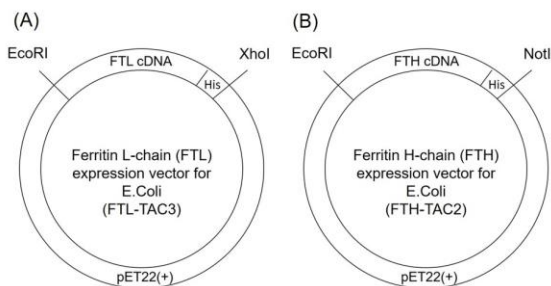 (A)
EcoRI
FTL cDNA
His
XhoI
Ferritin L-chain (FTL)
expression vector for
E.Coli
(FTL-TAC3)
pET22(+)
(B)
EcoRI
FTH cDNA
His
NotI
Ferritin H-chain (FTH)
expression vector for
E.Coli
(FTH-TAC2)
pET22(+)